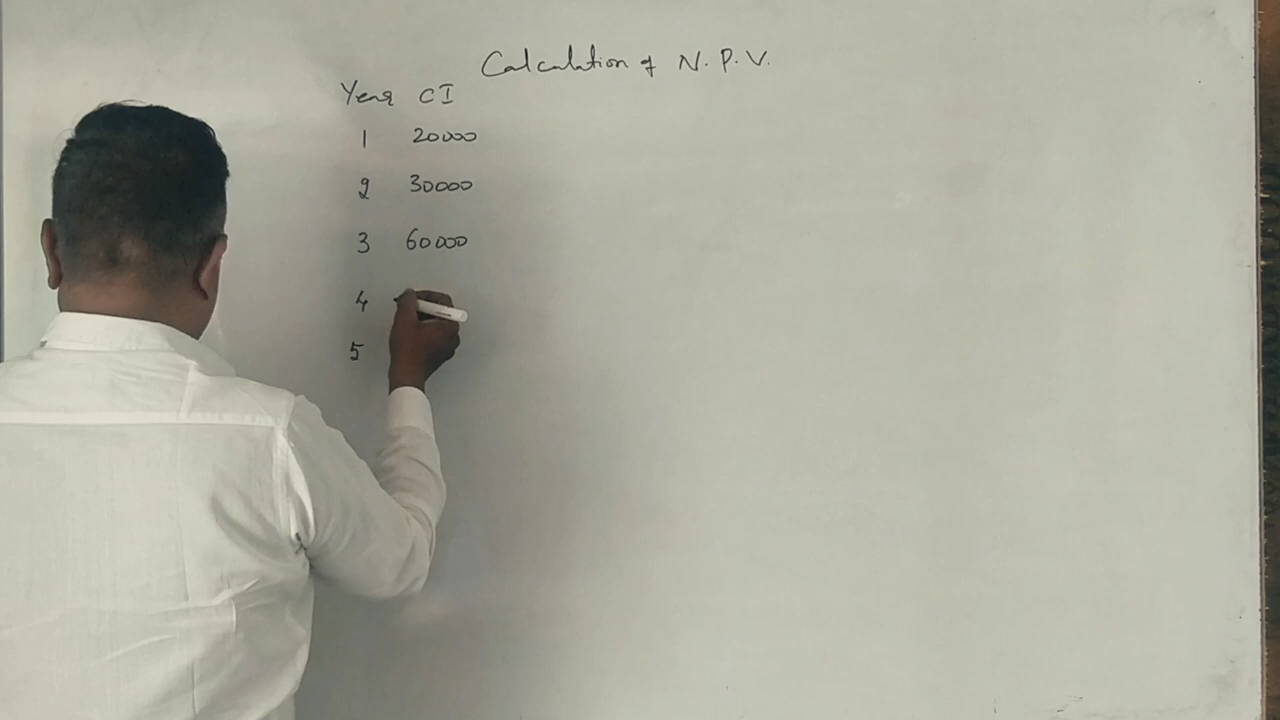 Calculation of N.P.V.
Year CI
1 20000
2 30000
3 60000
4
5